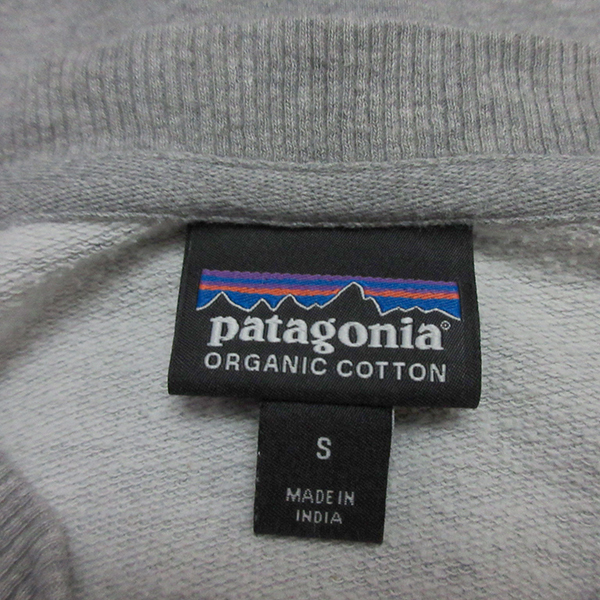 patagonia®
ORGANIC COTTON
S
MADE IN
INDIA